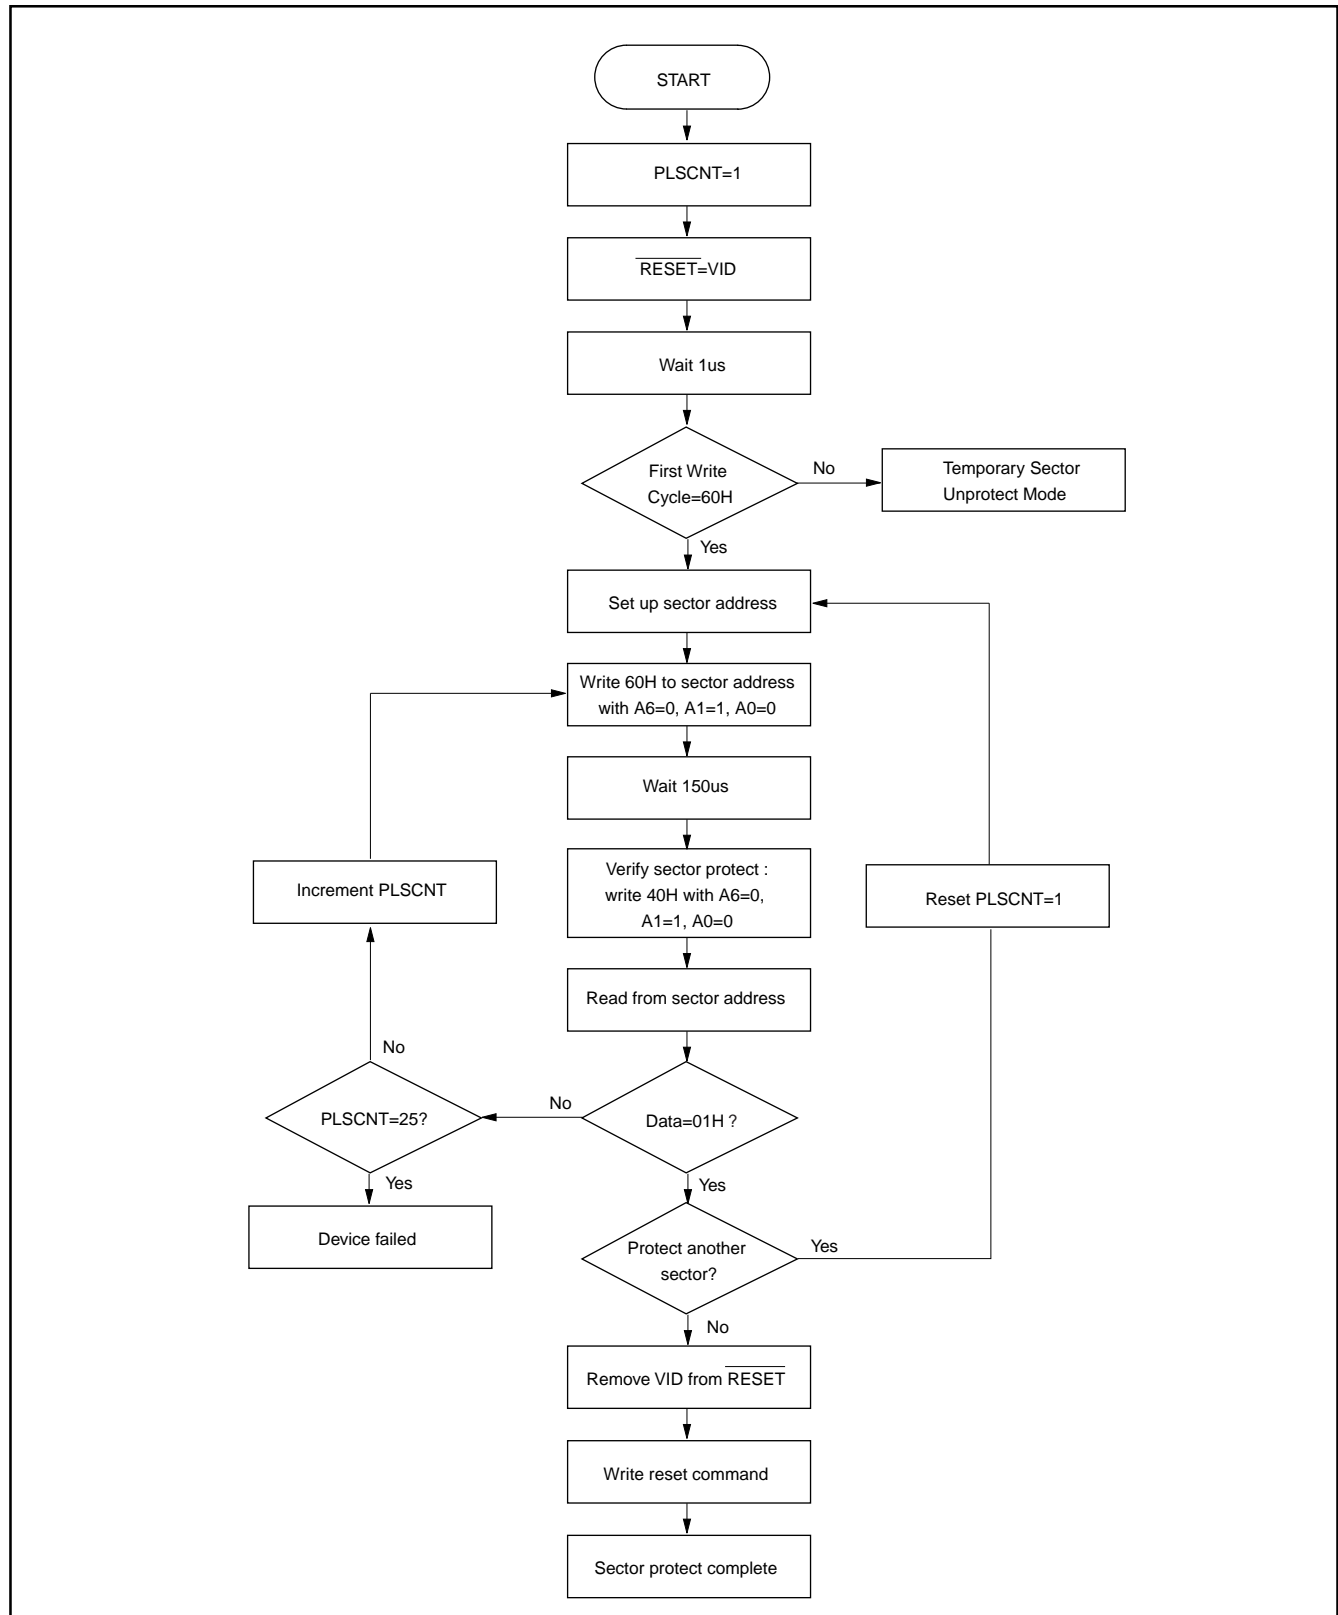 START
PLSCNT=1
RESET=VID
Wait 1us
First Write
Cycle=60H
No
Temporary Sector
Unprotect Mode
Yes
Set up sector address
Write 60H to sector address
with A6=0, A1=1, A0=0
Wait 150us
Verify sector protect :
write 40H with A6=0,
A1=1, A0=0
Increment PLSCNT
Reset PLSCNT=1
Read from sector address
No
No
PLSCNT=25?
Data=01H ?
Yes
Yes
Device failed
Protect another
sector?
Yes
No
Remove VID from RESET
Write reset command
Sector protect complete